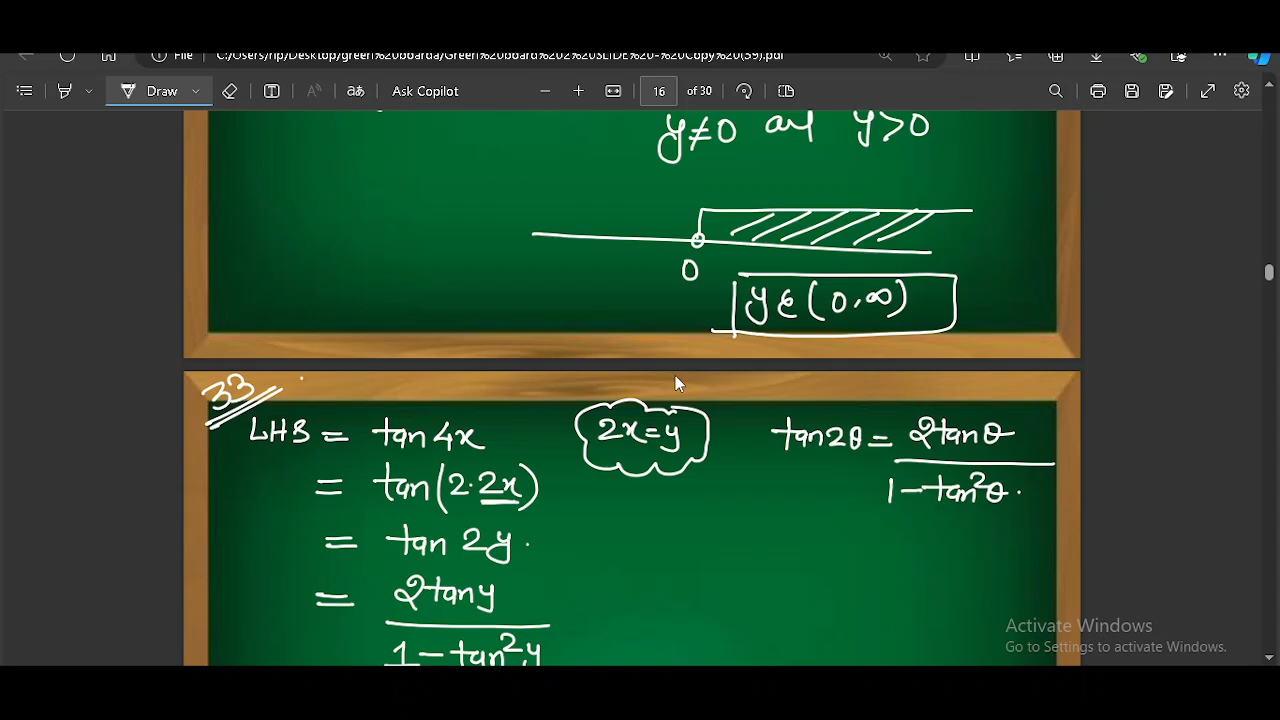 File C:/Users/rip/Desktop/green%20boarda/Green%20board%202%20SLIDE%20-%20Copy%20(39).pdf
Draw Ask Copilot 16 of 30
y≠0 and y>0
0
y∈(0,∞)
33
LHS = tan4x
2x=y
tan2θ = 2tanθ / 1-tan²θ.
= tan(2·2x)
= tan 2y.
= 2tany / 1-tan²y
Activate Windows
Go to Settings to activate Windows.